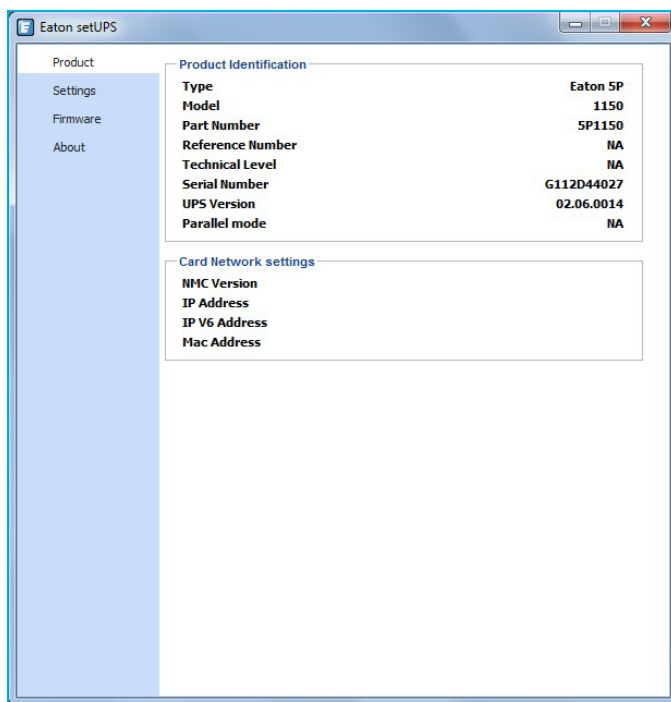 Eaton setUPS
Product
Settings
Firmware
About
Product Identification
Type Eaton 5P
Model 1150
Part Number 5P1150
Reference Number NA
Technical Level NA
Serial Number G112D44027
UPS Version 02.06.0014
Parallel mode NA
Card Network settings
NMC Version
IP Address
IP V6 Address
Mac Address